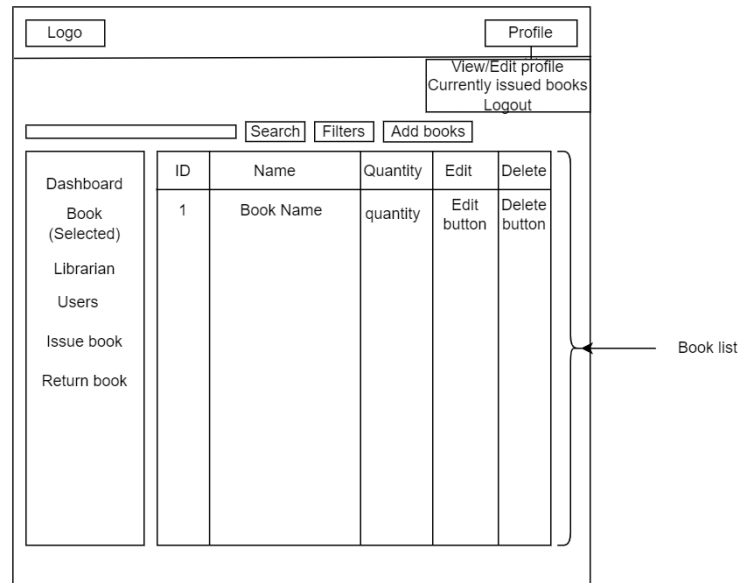 Logo
Profile
View/Edit profile
Currently issued books
Logout
Search
Filters
Add books
Dashboard
Book
(Selected)
Librarian
Users
Issue book
Return book
ID
Name
Quantity
Edit
Delete
1
Book Name
quantity
Edit
button
Delete
button
Book list